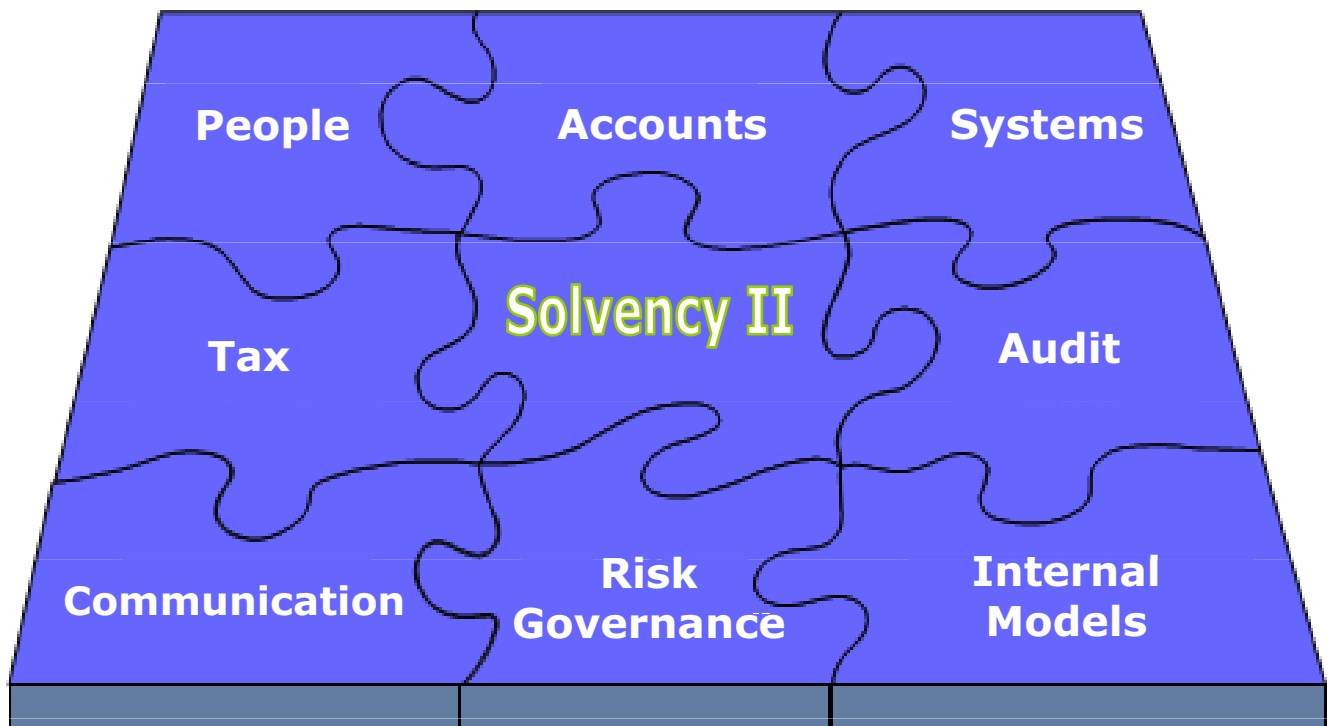 People
Accounts
Systems
Tax
Solvency II
Audit
Communication
Risk
Governance
Internal
Models